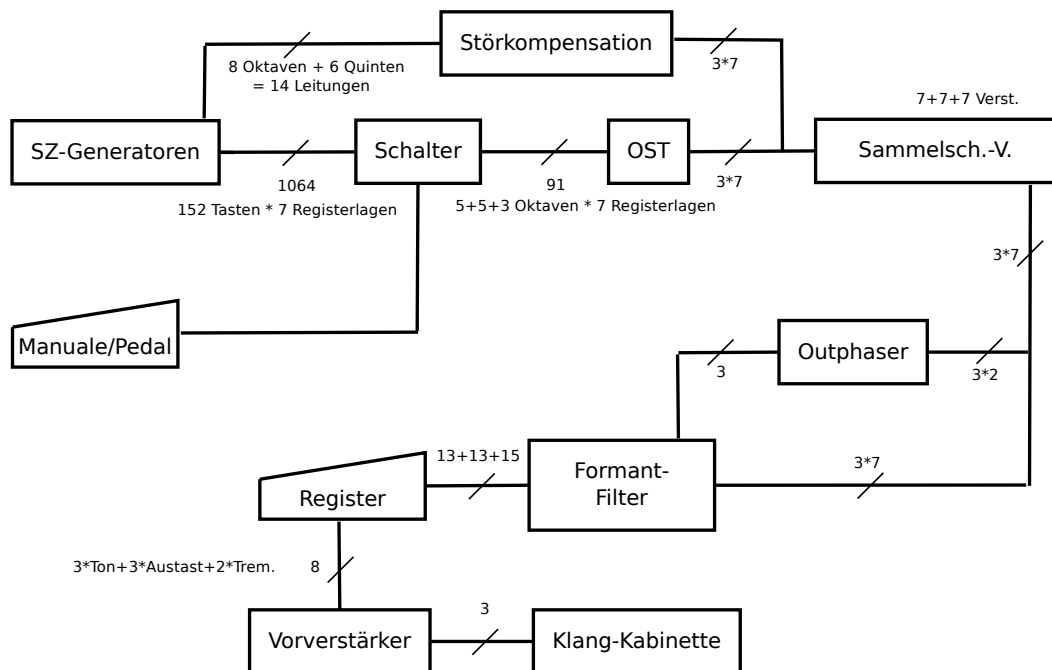 Störkompensation
8 Oktaven + 6 Quinten
= 14 Leitungen
3*7
7+7+7 Verst.
SZ-Generatoren
Schalter
OST
Sammelsch.-V.
1064
152 Tasten * 7 Registerlagen
91
5+5+3 Oktaven * 7 Registerlagen
3*7
3*7
Manuale/Pedal
Outphaser
3
3*2
13+13+15
Formant-
Filter
3*7
Register
3*Ton+3*Austast+2*Trem.
8
Vorverstärker
3
Klang-Kabinette